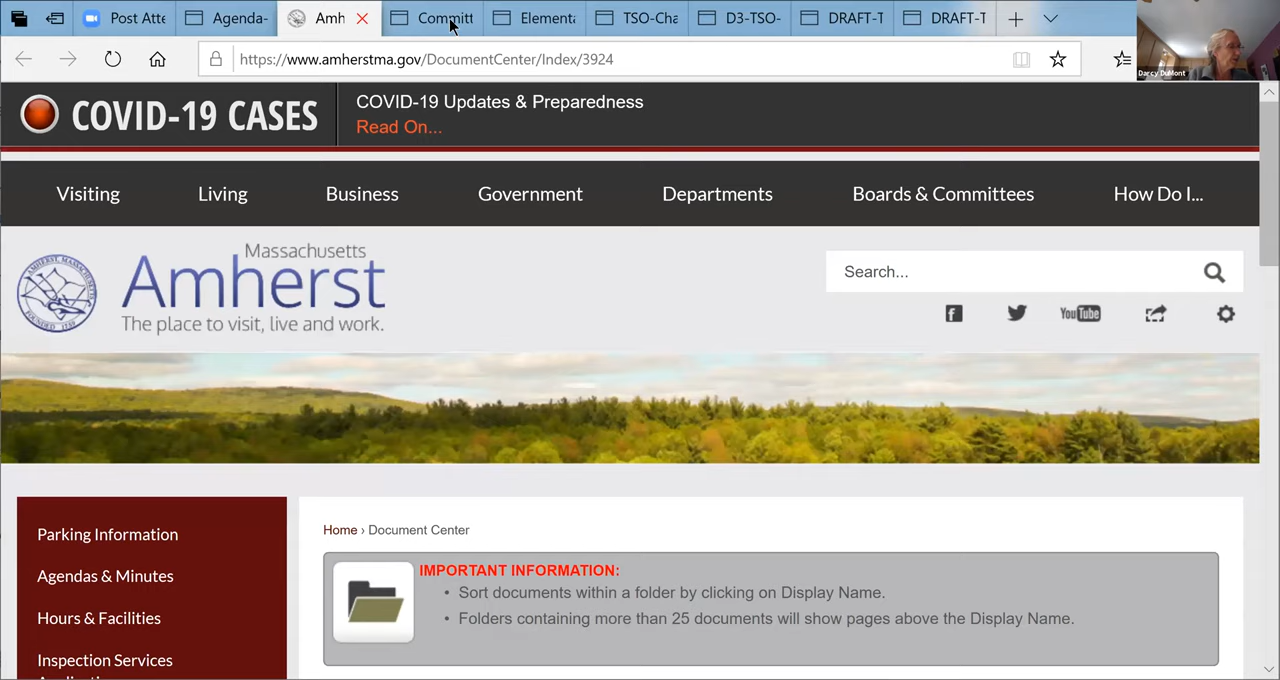 Post Atte
Agenda-
Amh
Committ
Elementa
TSO-Cha
D3-TSO-
DRAFT-T
DRAFT-T
https://www.amherstma.gov/DocumentCenter/Index/3924
Darcy DuMont
COVID-19 CASES
COVID-19 Updates & Preparedness
Read On...
Visiting
Living
Business
Government
Departments
Boards & Committees
How Do I...
Massachusetts
Amherst
The place to visit, live and work.
Search...
You Tube
Parking Information
Agendas & Minutes
Hours & Facilities
Inspection Services
Home › Document Center
IMPORTANT INFORMATION:
• Sort documents within a folder by clicking on Display Name.
• Folders containing more than 25 documents will show pages above the Display Name.